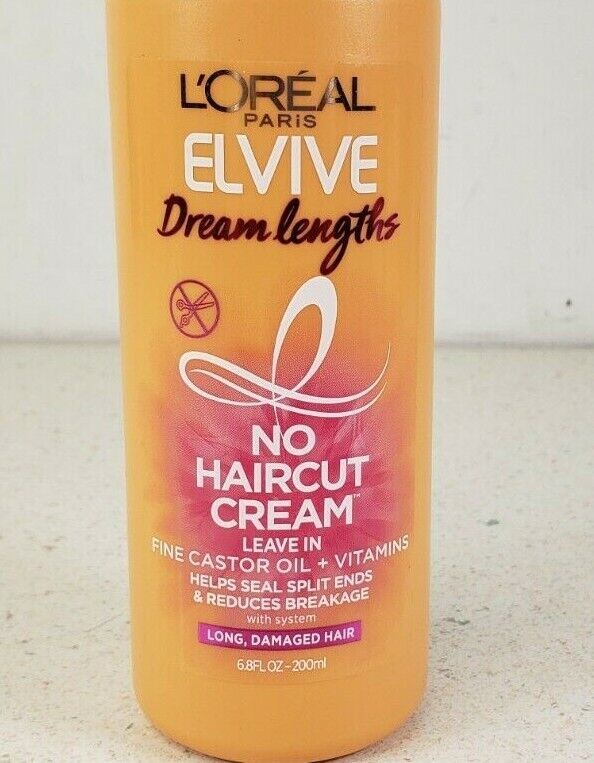 L'ORÉAL
PARiS
ELVIVE
Dream lengths
NO
HAIRCUT
CREAM™
LEAVE IN
FINE CASTOR OIL + VITAMINS
HELPS SEAL SPLIT ENDS
& REDUCES BREAKAGE
with system
LONG, DAMAGED HAIR
6.8FL OZ-200ml